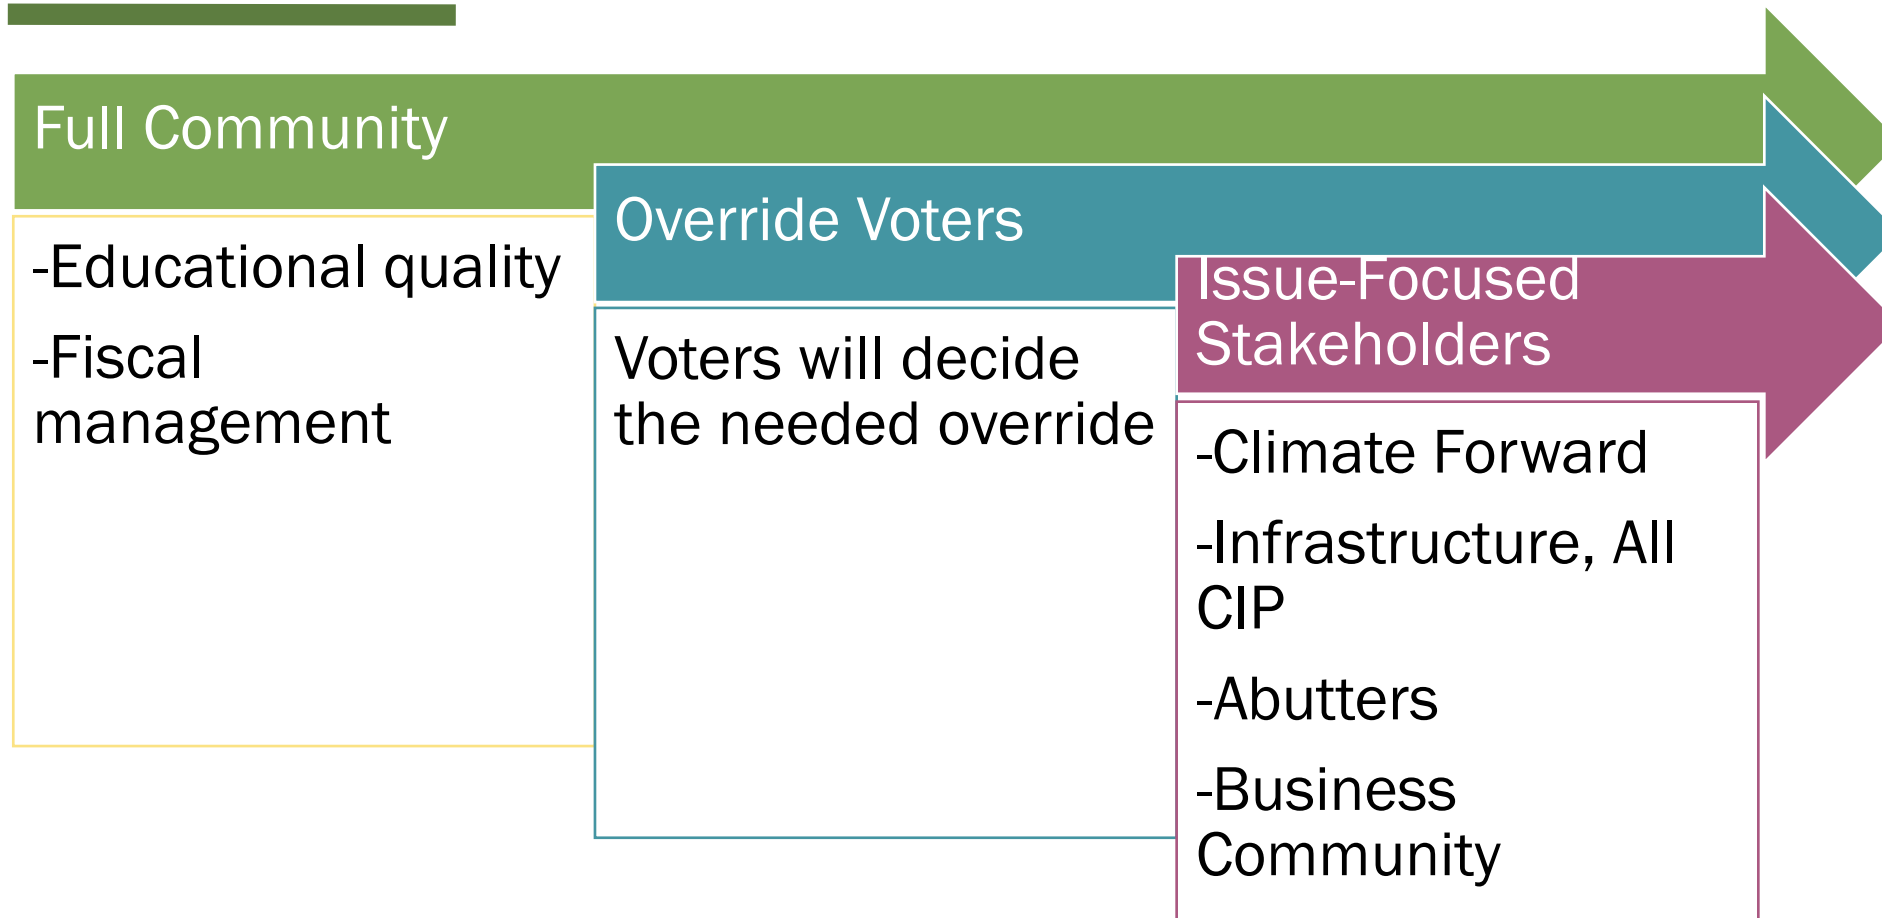 Full Community
-Educational quality
-Fiscal
management
Override Voters
Voters will decide
the needed override
Issue-Focused
Stakeholders
-Climate Forward
-Infrastructure, All
CIP
-Abutters
-Business
Community